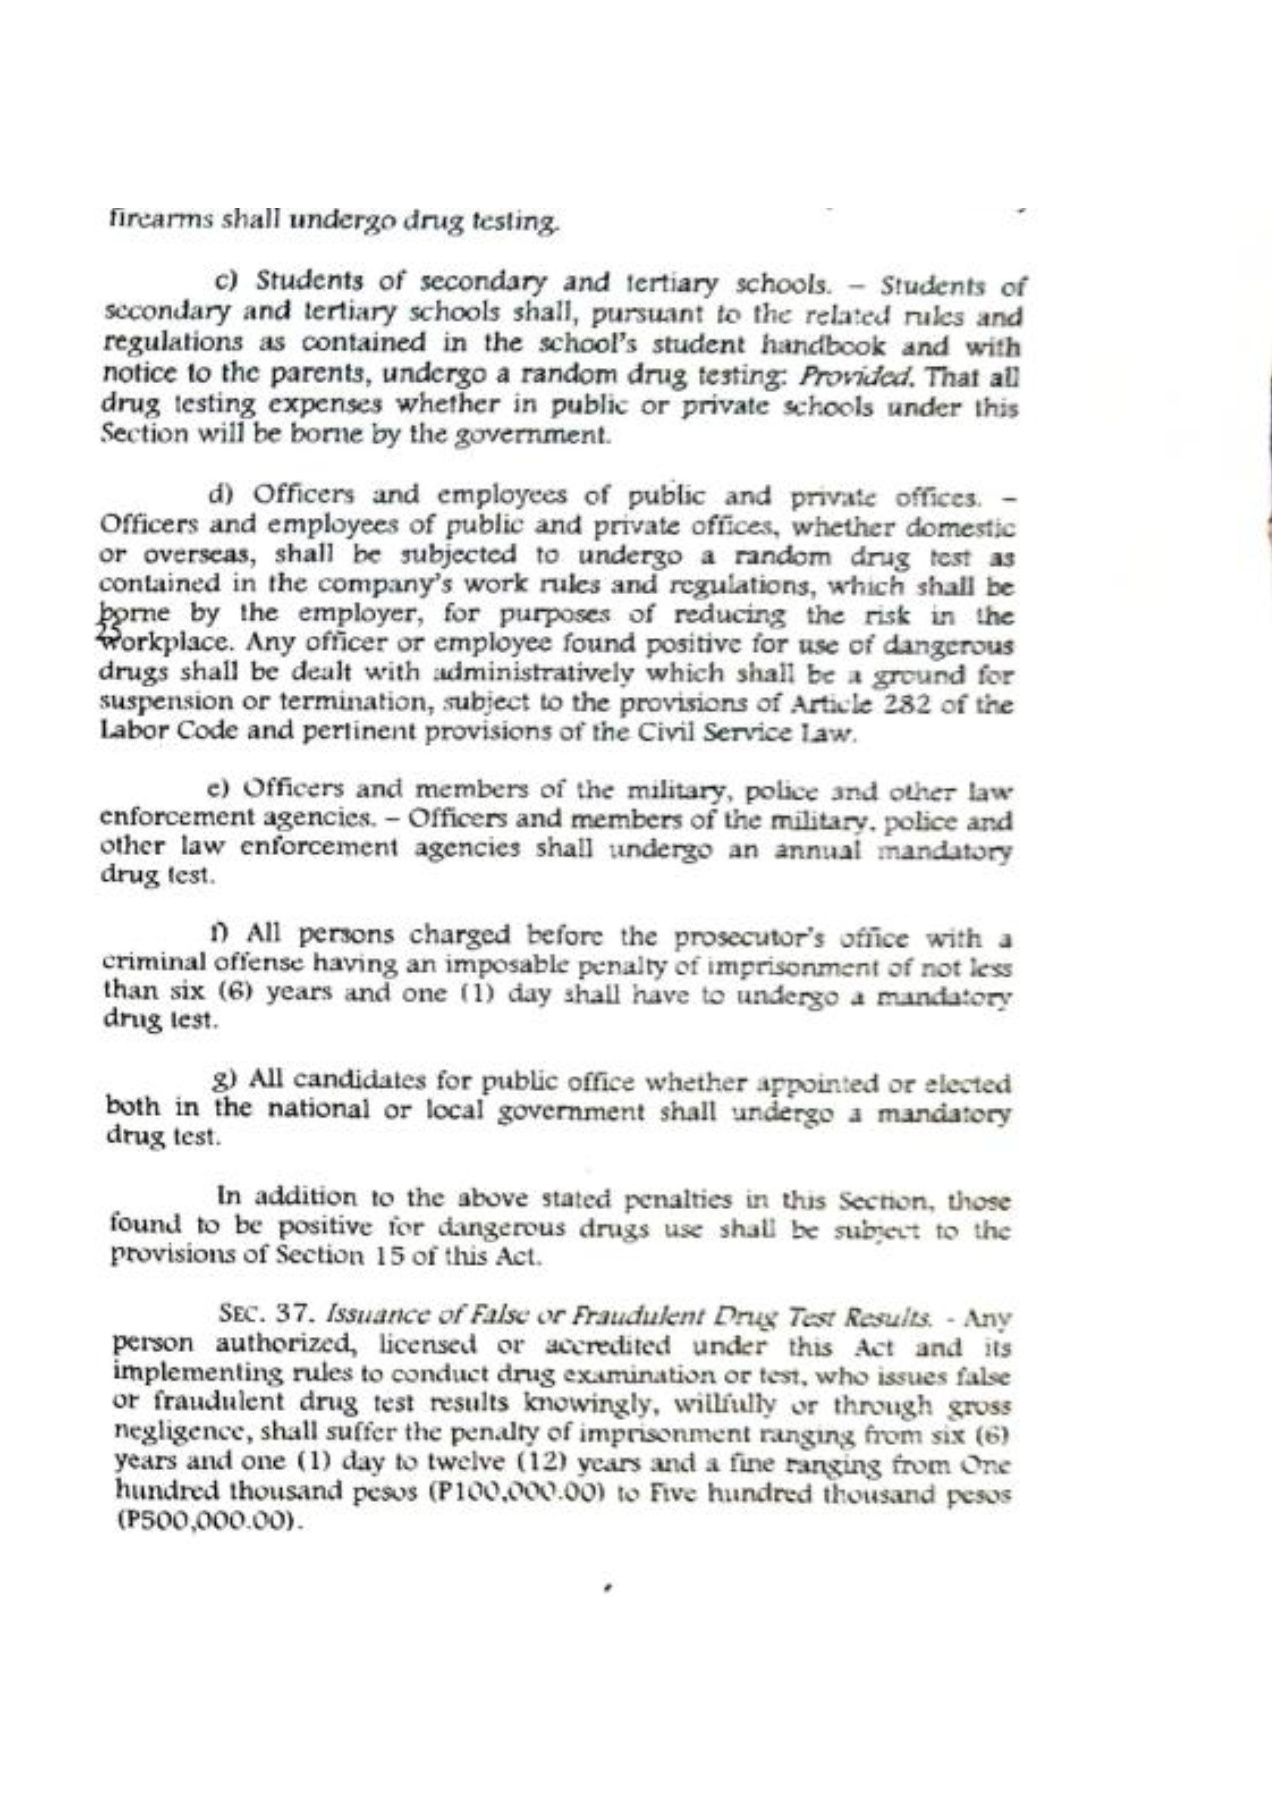 firearms shall undergo drug testing.
c) Students of secondary and tertiary schools. – Students of
secondary and tertiary schools shall, pursuant to the related rules and
regulations as contained in the school's student handbook and with
notice to the parents, undergo a random drug testing: Provided, That all
drug testing expenses whether in public or private schools under this
Section will be borne by the government.
d) Officers and employees of public and private offices. –
Officers and employees of public and private offices, whether domestic
or overseas, shall be subjected to undergo a random drug test as
contained in the company's work rules and regulations, which shall be
borne by the employer, for purposes of reducing the risk in the
25
workplace. Any officer or employee found positive for use of dangerous
drugs shall be dealt with administratively which shall be a ground for
suspension or termination, subject to the provisions of Article 282 of the
Labor Code and pertinent provisions of the Civil Service Law.
e) Officers and members of the military, police and other law
enforcement agencies. – Officers and members of the military, police and
other law enforcement agencies shall undergo an annual mandatory
drug test.
f) All persons charged before the prosecutor's office with a
criminal offense having an imposable penalty of imprisonment of not less
than six (6) years and one (1) day shall have to undergo a mandatory
drug test.
g) All candidates for public office whether appointed or elected
both in the national or local government shall undergo a mandatory
drug test.
In addition to the above stated penalties in this Section, those
found to be positive for dangerous drugs use shall be subject to the
provisions of Section 15 of this Act.
SEC. 37. Issuance of False or Fraudulent Drug Test Results. - Any
person authorized, licensed or accredited under this Act and its
implementing rules to conduct drug examination or test, who issues false
or fraudulent drug test results knowingly, willfully or through gross
negligence, shall suffer the penalty of imprisonment ranging from six (6)
years and one (1) day to twelve (12) years and a fine ranging from One
hundred thousand pesos (P100,000.00) to Five hundred thousand pesos
(P500,000.00).